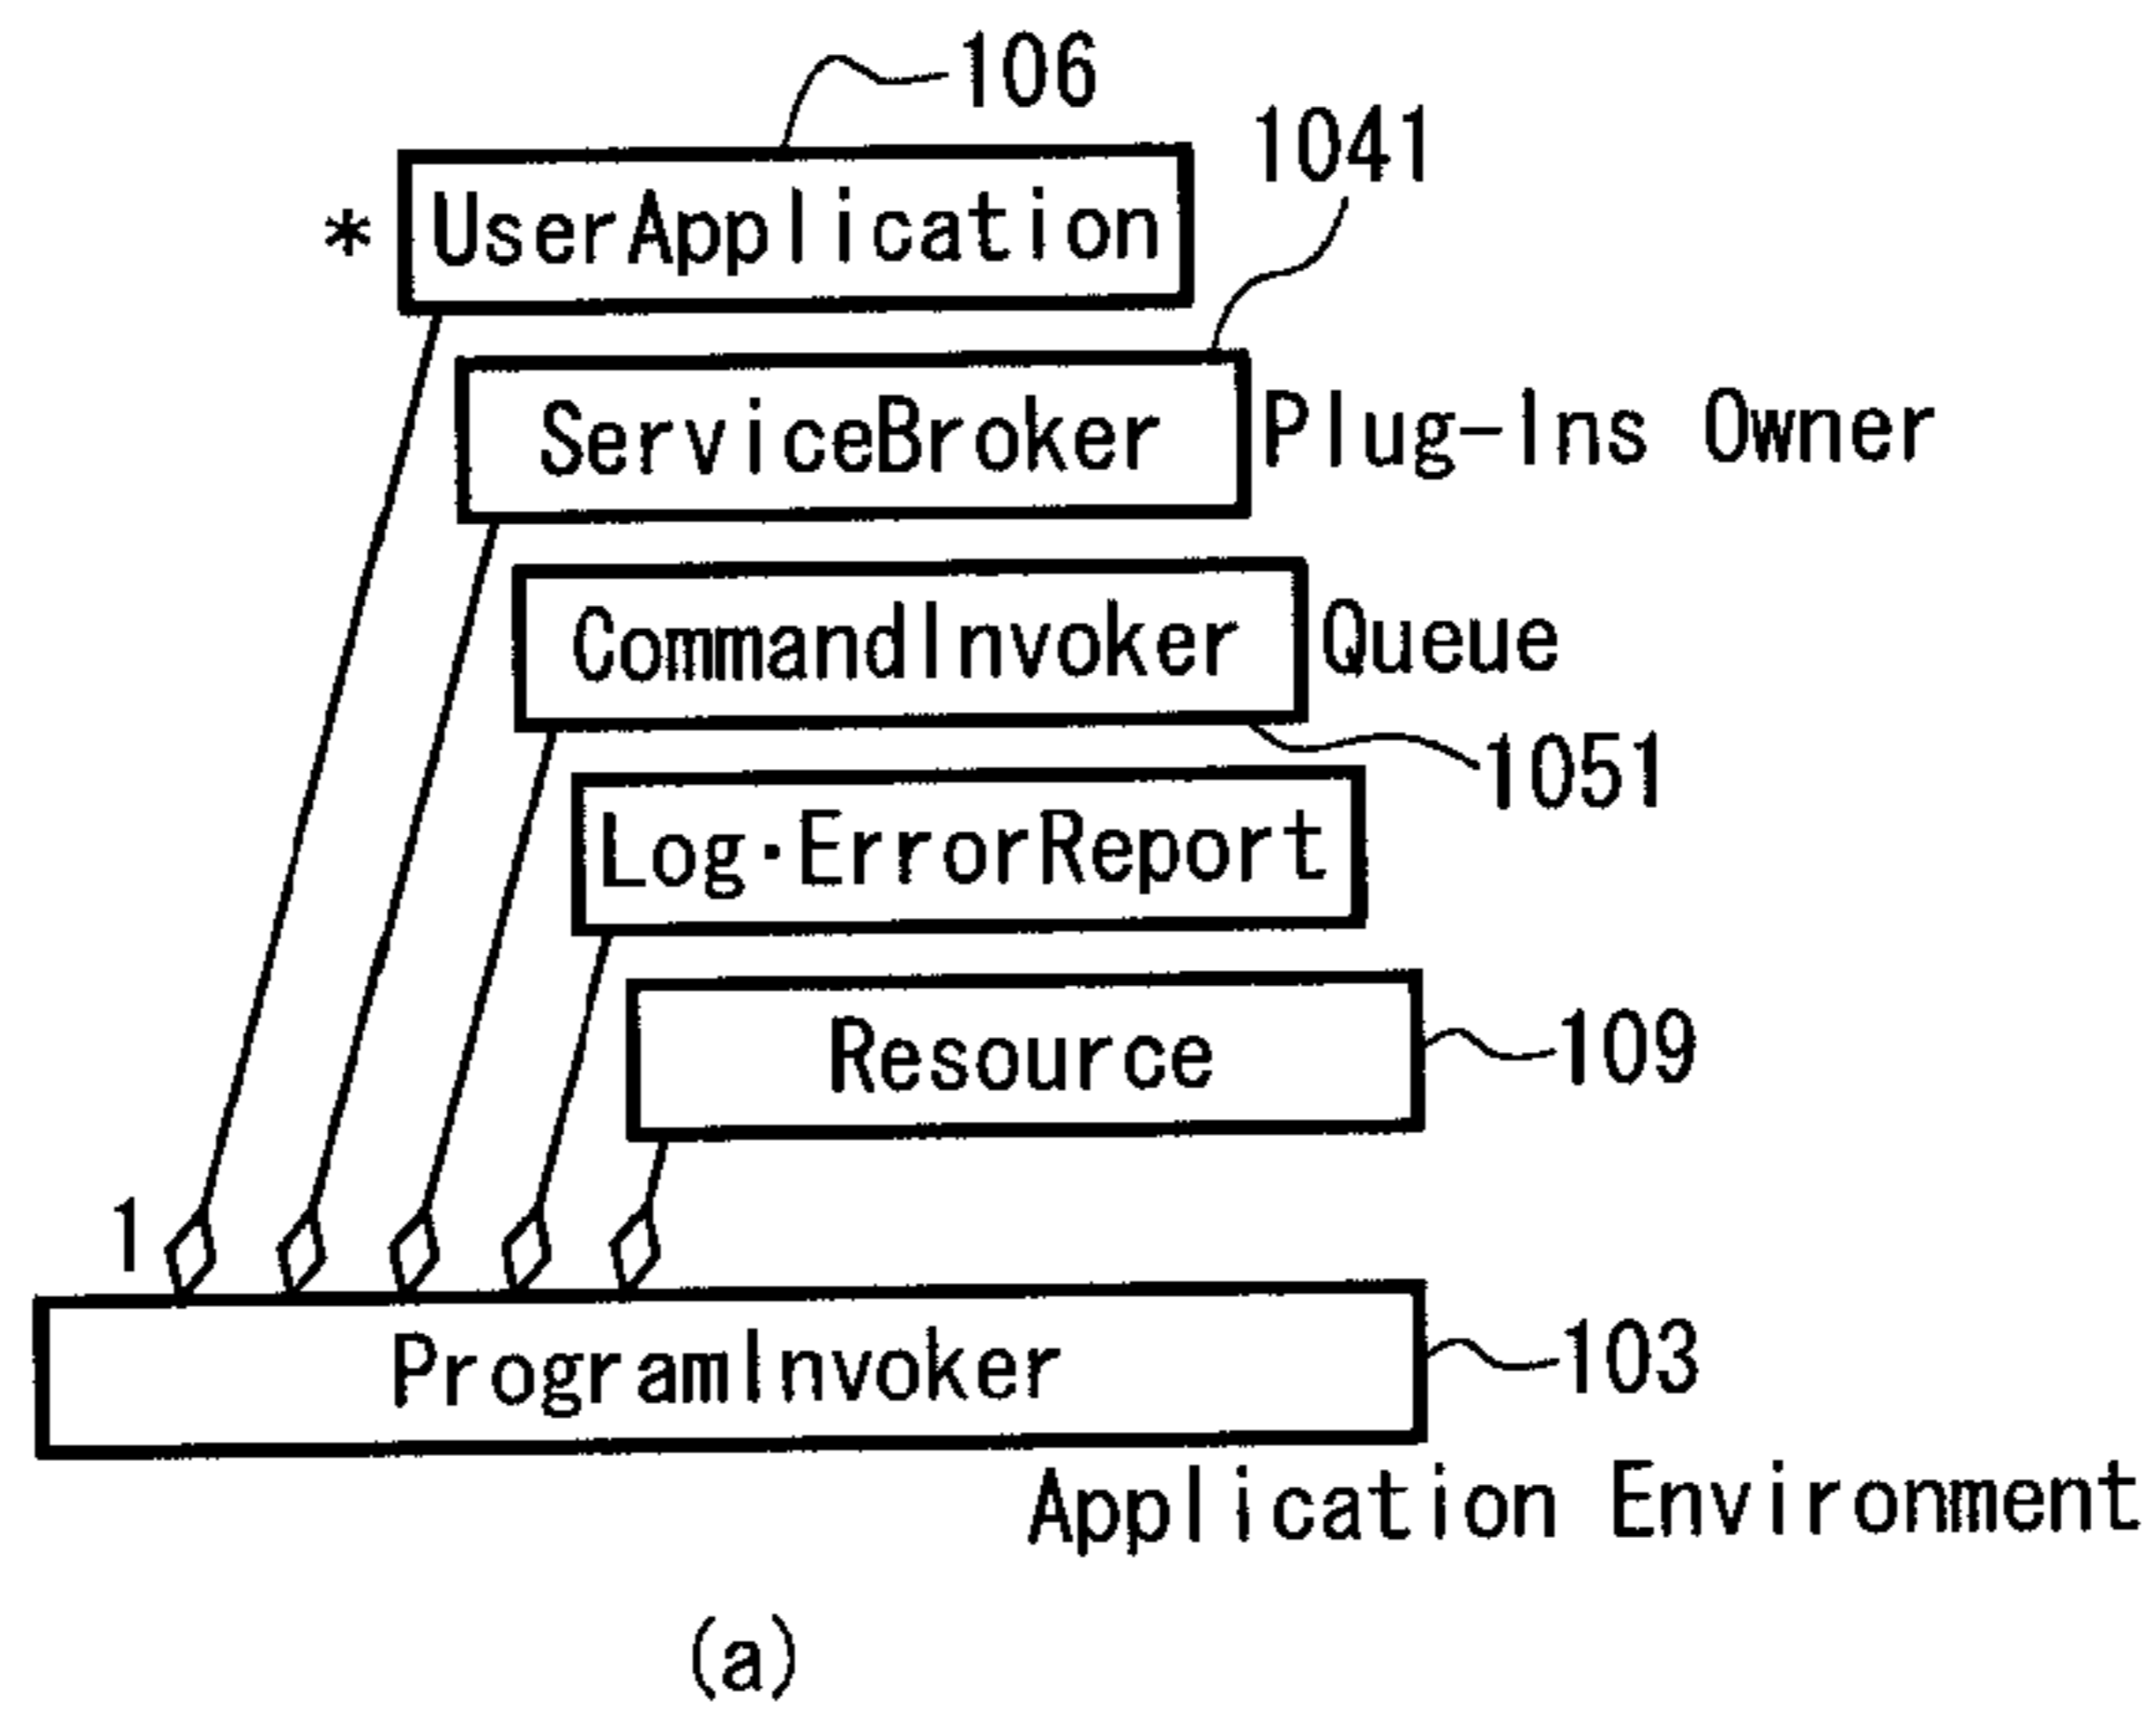 106
1041
* UserApplication
ServiceBroker Plug-Ins Owner
CommandInvoker Queue
1051
Log·ErrorReport
Resource 109
1
ProgramInvoker 103
Application Environment
(a)